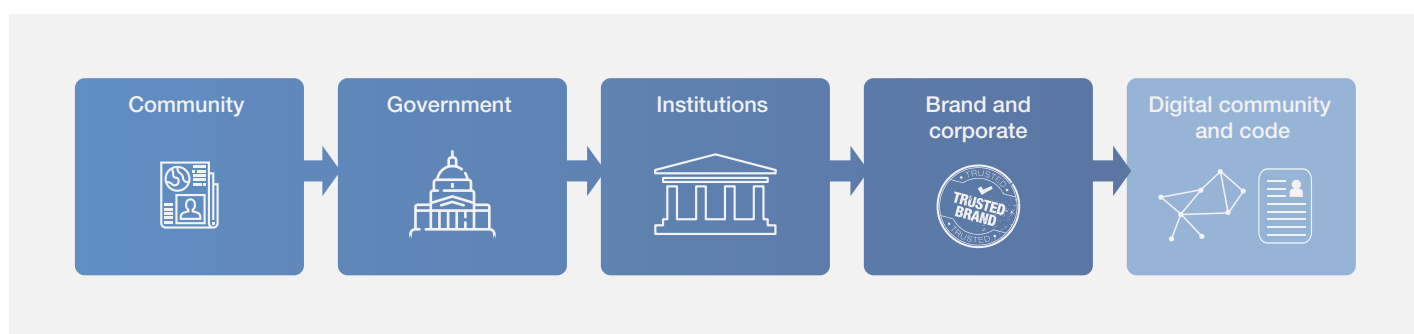 Community
Government
Institutions
Brand and
corporate
Digital community
and code
TRUSTED
TRUSTED
BRAND
TRUSTED